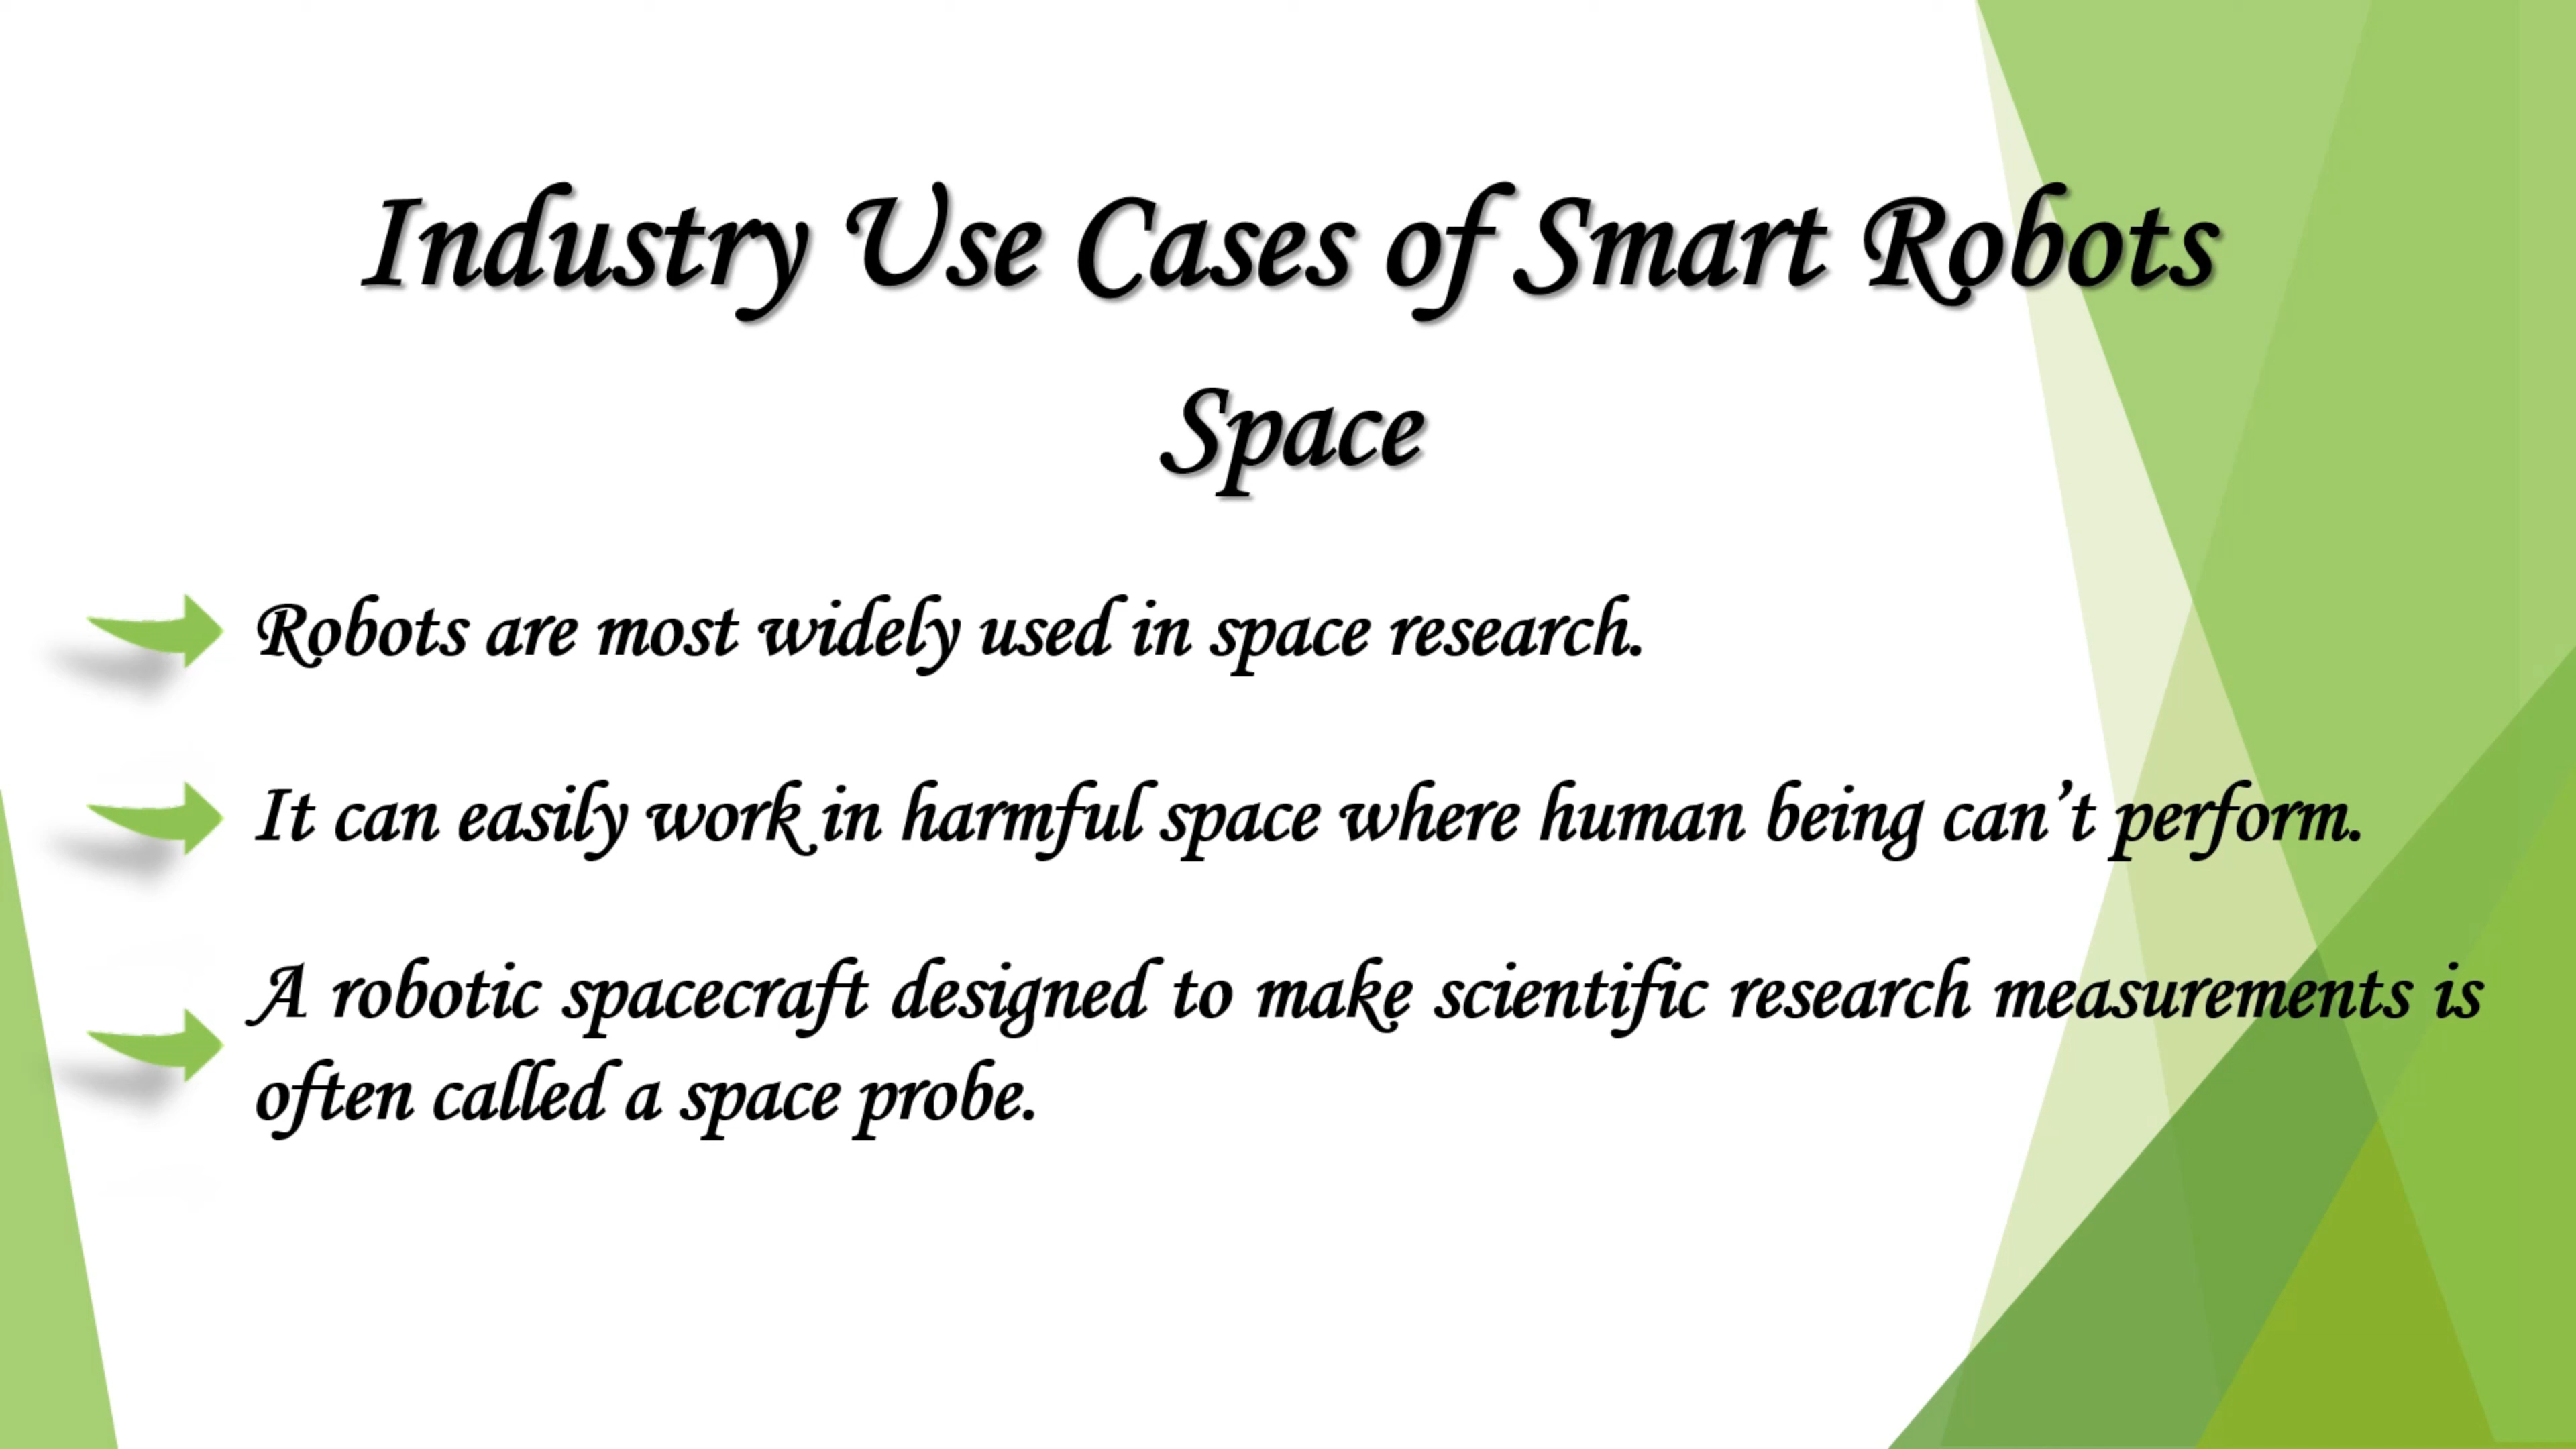 Industry Use Cases of Smart Robots
Space
Robots are most widely used in space research.
It can easily work in harmful space where human being can’t perform.
A robotic spacecraft designed to make scientific research measurements is
often called a space probe.